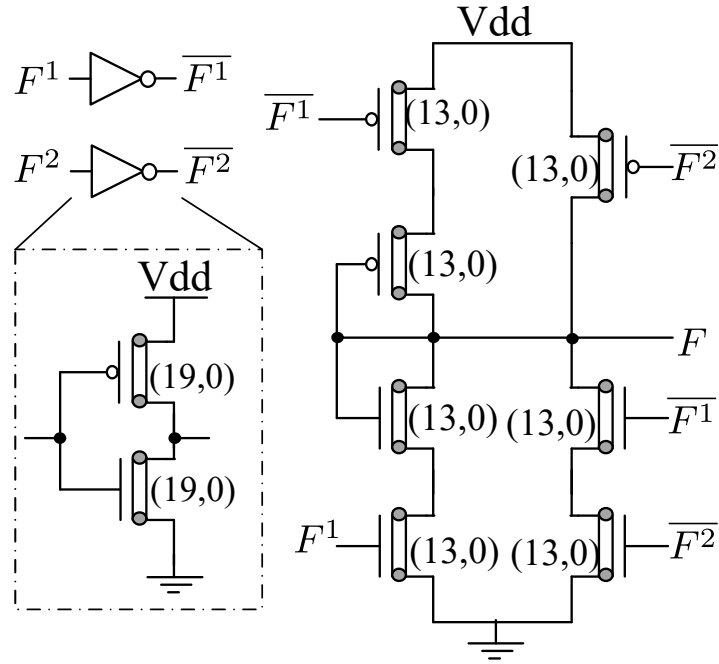 Vdd
F¹ F̅¹̅
F̅¹̅ (13,0)
F² F̅²̅
(13,0) F̅²̅
(13,0)
Vdd
F
(19,0)
(13,0) (13,0) F̅¹̅
(19,0)
F¹ (13,0) (13,0) F̅²̅